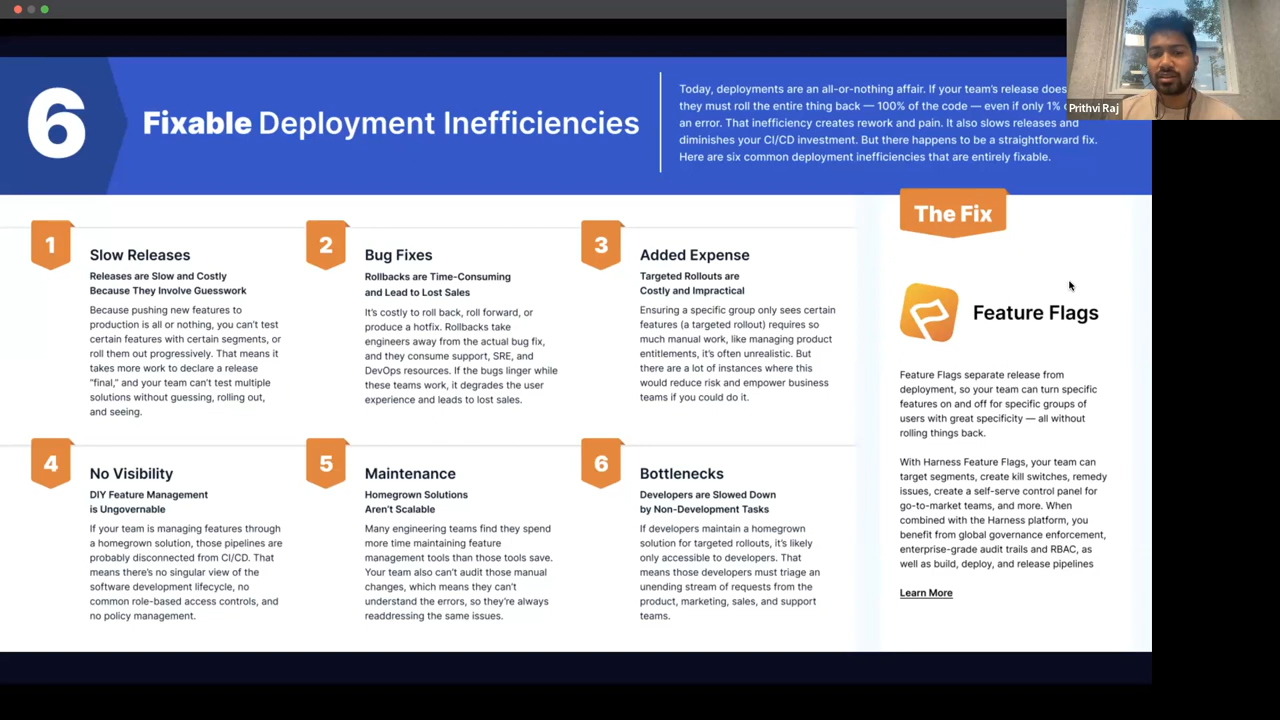 6
Fixable Deployment Inefficiencies
Today, deployments are an all-or-nothing affair. If your team's release does
they must roll the entire thing back — 100% of the code — even if only 1%
an error. That inefficiency creates rework and pain. It also slows releases and
diminishes your CI/CD investment. But there happens to be a straightforward fix.
Here are six common deployment inefficiencies that are entirely fixable.
Prithvi Raj
1
Slow Releases
Releases are Slow and Costly
Because They Involve Guesswork
Because pushing new features to
production is all or nothing, you can't test
certain features with certain segments, or
roll them out progressively. That means it
takes more work to declare a release
"final," and your team can't test multiple
solutions without guessing, rolling out,
and seeing.
2
Bug Fixes
Rollbacks are Time-Consuming
and Lead to Lost Sales
It's costly to roll back, roll forward, or
produce a hotfix. Rollbacks take
engineers away from the actual bug fix,
and they consume support, SRE, and
DevOps resources. If the bugs linger while
these teams work, it degrades the user
experience and leads to lost sales.
3
Added Expense
Targeted Rollouts are
Costly and Impractical
Ensuring a specific group only sees certain
features (a targeted rollout) requires so
much manual work, like managing product
entitlements, it's often unrealistic. But
there are a lot of instances where this
would reduce risk and empower business
teams if you could do it.
4
No Visibility
DIY Feature Management
is Ungovernable
If your team is managing features through
a homegrown solution, those pipelines are
probably disconnected from CI/CD. That
means there's no singular view of the
software development lifecycle, no
common role-based access controls, and
no policy management.
5
Maintenance
Homegrown Solutions
Aren't Scalable
Many engineering teams find they spend
more time maintaining feature
management tools than those tools save.
Your team also can't audit those manual
changes, which means they can't
understand the errors, so they're always
readdressing the same issues.
6
Bottlenecks
Developers are Slowed Down
by Non-Development Tasks
If developers maintain a homegrown
solution for targeted rollouts, it's likely
only accessible to developers. That
means those developers must triage an
unending stream of requests from the
product, marketing, sales, and support
teams.
The Fix
Feature Flags
Feature Flags separate release from
deployment, so your team can turn specific
features on and off for specific groups of
users with great specificity — all without
rolling things back.
With Harness Feature Flags, your team can
target segments, create kill switches, remedy
issues, create a self-serve control panel for
go-to-market teams, and more. When
combined with the Harness platform, you
benefit from global governance enforcement,
enterprise-grade audit trails and RBAC, as
well as build, deploy, and release pipelines
Learn More